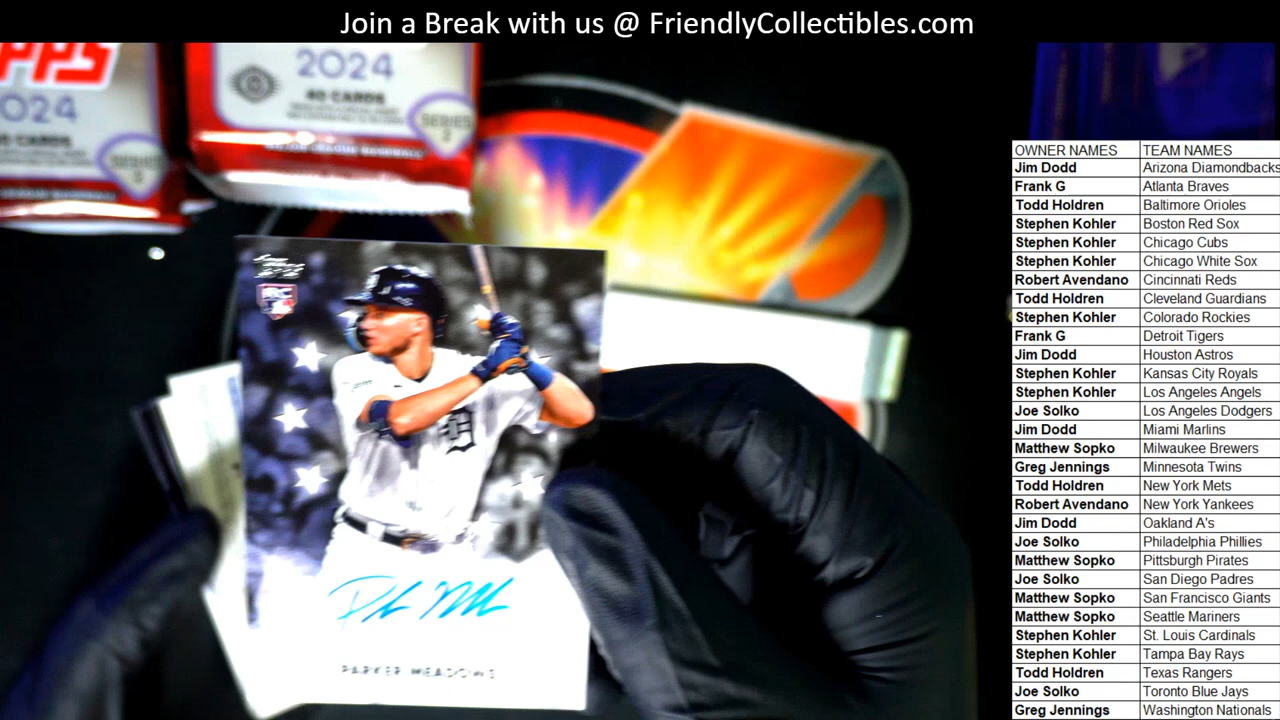 Join a Break with us @ FriendlyCollectibles.com
2024
40 CARDS
SERIES
2
2024
SERIES
RC
D
PARKER MEADOWS
OWNER NAMES TEAM NAMES
Jim Dodd Arizona Diamondbacks
Frank G Atlanta Braves
Todd Holdren Baltimore Orioles
Stephen Kohler Boston Red Sox
Stephen Kohler Chicago Cubs
Stephen Kohler Chicago White Sox
Robert Avendano Cincinnati Reds
Todd Holdren Cleveland Guardians
Stephen Kohler Colorado Rockies
Frank G Detroit Tigers
Jim Dodd Houston Astros
Stephen Kohler Kansas City Royals
Stephen Kohler Los Angeles Angels
Joe Solko Los Angeles Dodgers
Jim Dodd Miami Marlins
Matthew Sopko Milwaukee Brewers
Greg Jennings Minnesota Twins
Todd Holdren New York Mets
Robert Avendano New York Yankees
Jim Dodd Oakland A's
Joe Solko Philadelphia Phillies
Matthew Sopko Pittsburgh Pirates
Joe Solko San Diego Padres
Matthew Sopko San Francisco Giants
Matthew Sopko Seattle Mariners
Stephen Kohler St. Louis Cardinals
Stephen Kohler Tampa Bay Rays
Todd Holdren Texas Rangers
Joe Solko Toronto Blue Jays
Greg Jennings Washington Nationals